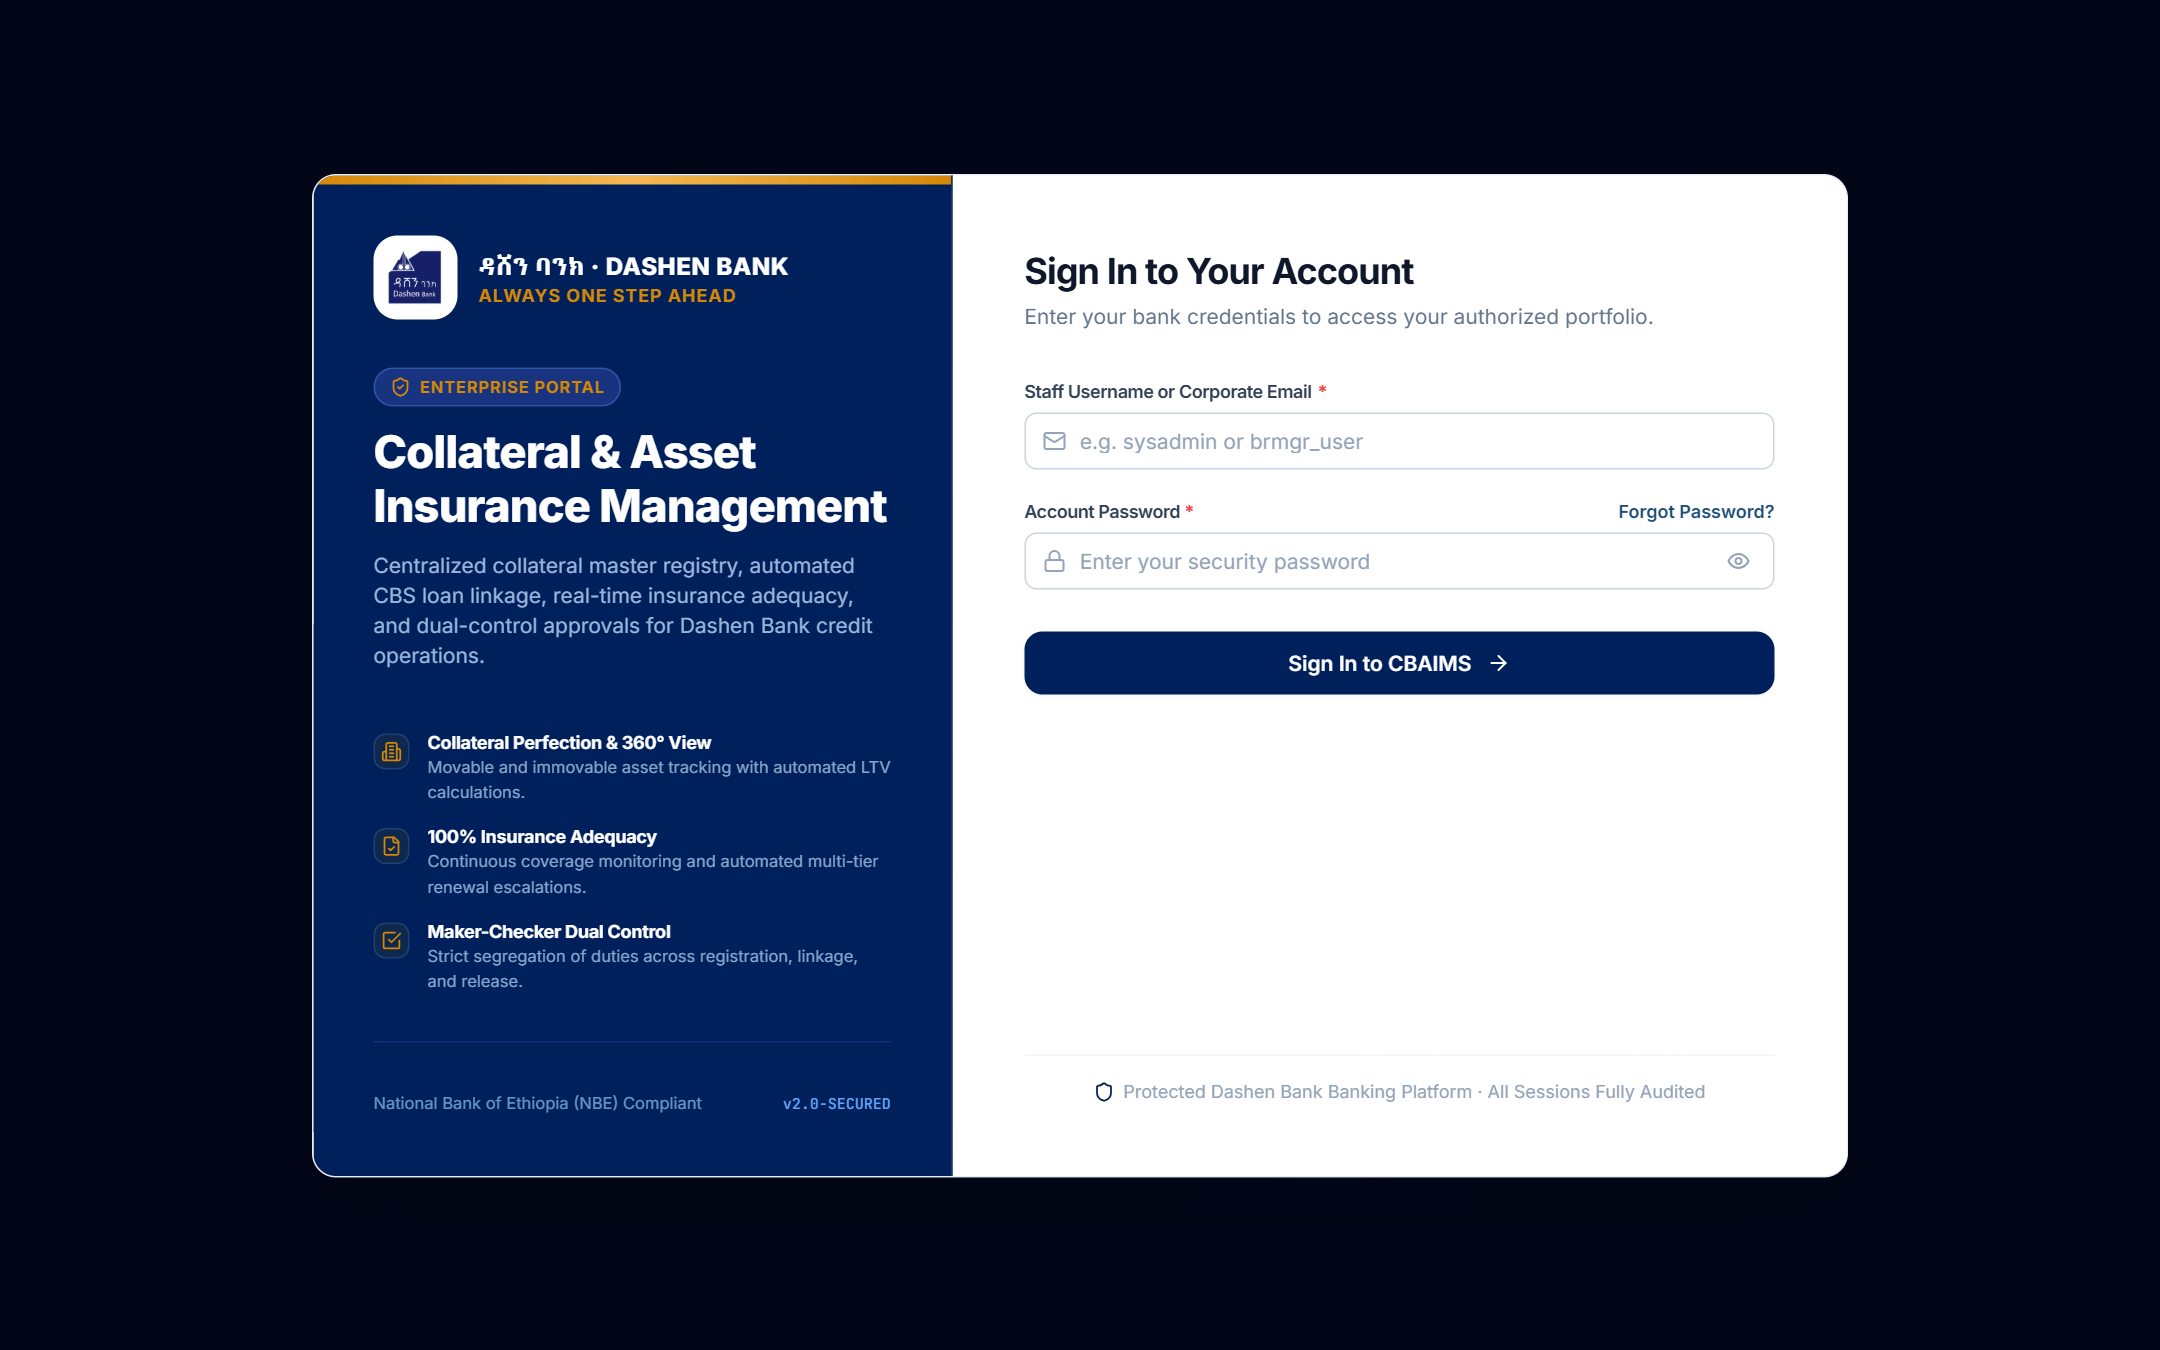 ዳሸን ባንክ
Dashen Bank
ዳሸን ባንክ · DASHEN BANK
ALWAYS ONE STEP AHEAD
ENTERPRISE PORTAL
Collateral & Asset
Insurance Management
Centralized collateral master registry, automated
CBS loan linkage, real-time insurance adequacy,
and dual-control approvals for Dashen Bank credit
operations.
Collateral Perfection & 360° View
Movable and immovable asset tracking with automated LTV
calculations.
100% Insurance Adequacy
Continuous coverage monitoring and automated multi-tier
renewal escalations.
Maker-Checker Dual Control
Strict segregation of duties across registration, linkage,
and release.
National Bank of Ethiopia (NBE) Compliant
v2.0-SECURED
Sign In to Your Account
Enter your bank credentials to access your authorized portfolio.
Staff Username or Corporate Email *
e.g. sysadmin or brmgr_user
Account Password *
Forgot Password?
Enter your security password
Sign In to CBAIMS →
Protected Dashen Bank Banking Platform · All Sessions Fully Audited